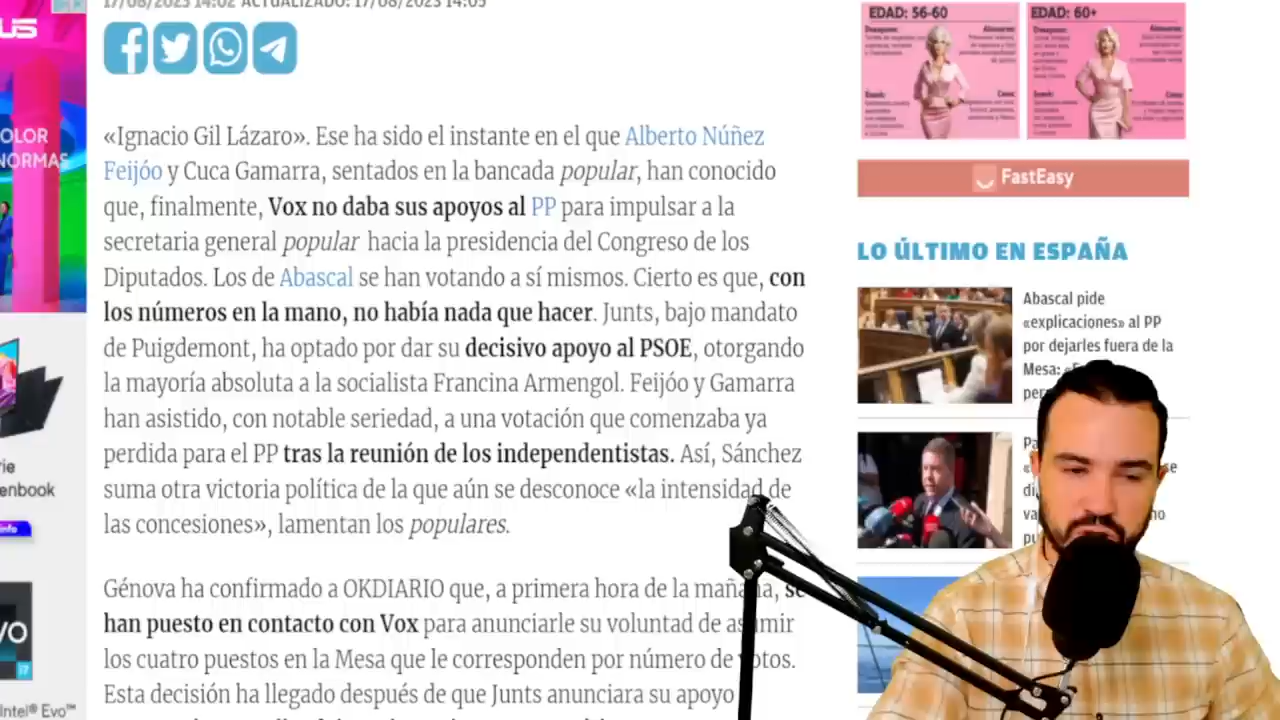 17/08/2023 14:02 ACTUALIZADO: 17/08/2023 14:05
«Ignacio Gil Lázaro». Ese ha sido el instante en el que Alberto Núñez
Feijóo y Cuca Gamarra, sentados en la bancada popular, han conocido
que, finalmente, Vox no daba sus apoyos al PP para impulsar a la
secretaria general popular hacia la presidencia del Congreso de los
Diputados. Los de Abascal se han votando a sí mismos. Cierto es que, con
los números en la mano, no había nada que hacer. Junts, bajo mandato
de Puigdemont, ha optado por dar su decisivo apoyo al PSOE, otorgando
la mayoría absoluta a la socialista Francina Armengol. Feijóo y Gamarra
han asistido, con notable seriedad, a una votación que comenzaba ya
perdida para el PP tras la reunión de los independentistas. Así, Sánchez
suma otra victoria política de la que aún se desconoce «la intensidad de
las concesiones», lamentan los populares.
Génova ha confirmado a OKDIARIO que, a primera hora de la mañana, se
han puesto en contacto con Vox para anunciarle su voluntad de asumir
los cuatro puestos en la Mesa que le corresponden por número de votos.
Esta decisión ha llegado después de que Junts anunciara su apoyo
EDAD: 56-60
EDAD: 60+
FastEasy
LO ÚLTIMO EN ESPAÑA
Abascal pide
«explicaciones» al PP
por dejarles fuera de la
Mesa:
OLOR
NORMAS
enbook
info
Intel® Evo™